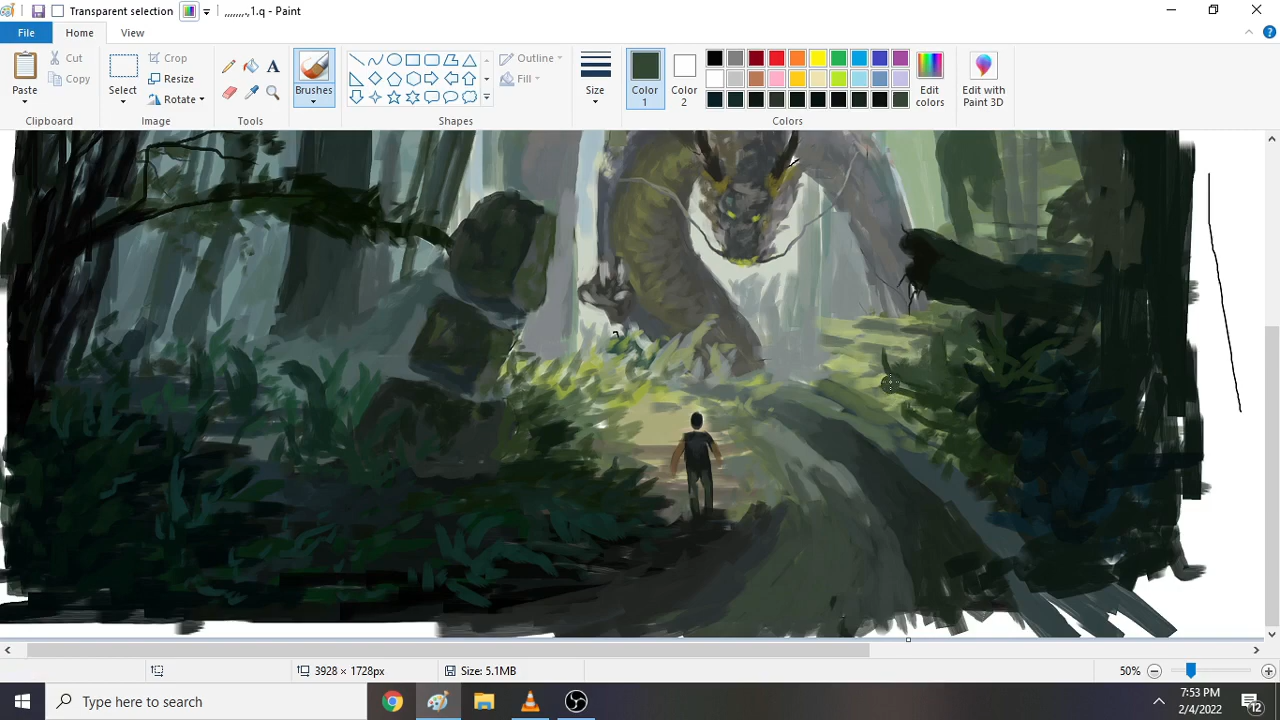 Transparent selection
,,,,,,,,.,1.q - Paint
File Home View
Paste
Cut
Copy
Clipboard
Select
Crop
Resize
Rotate
Image
A
Tools
Brushes
Outline
Fill
Shapes
Size
Color 1
Color 2
Edit colors
Edit with Paint 3D
Colors
3928 × 1728px
Size: 5.1MB
50%
Type here to search
7:53 PM
2/4/2022
12